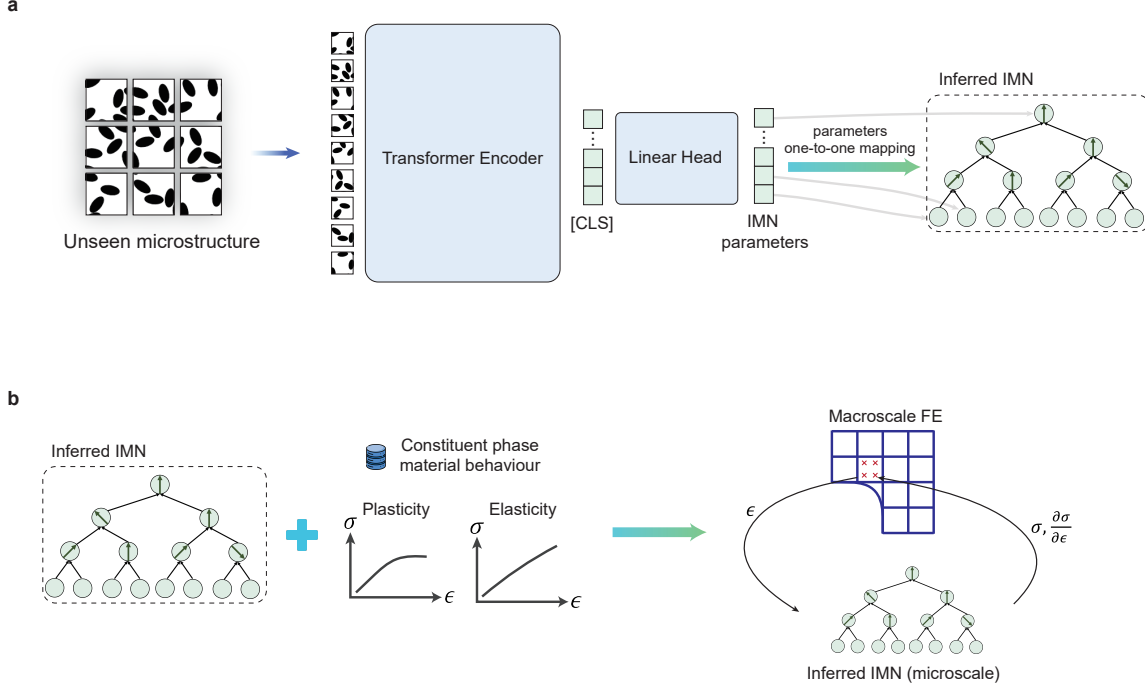 a
Unseen microstructure
Transformer Encoder
[CLS]
Linear Head
IMN
parameters
parameters
one-to-one mapping
Inferred IMN
b
Inferred IMN
Constituent phase
material behaviour
Plasticity
σ
ϵ
Elasticity
σ
ϵ
Macroscale FE
ϵ
σ, ∂σ/∂ϵ
Inferred IMN (microscale)